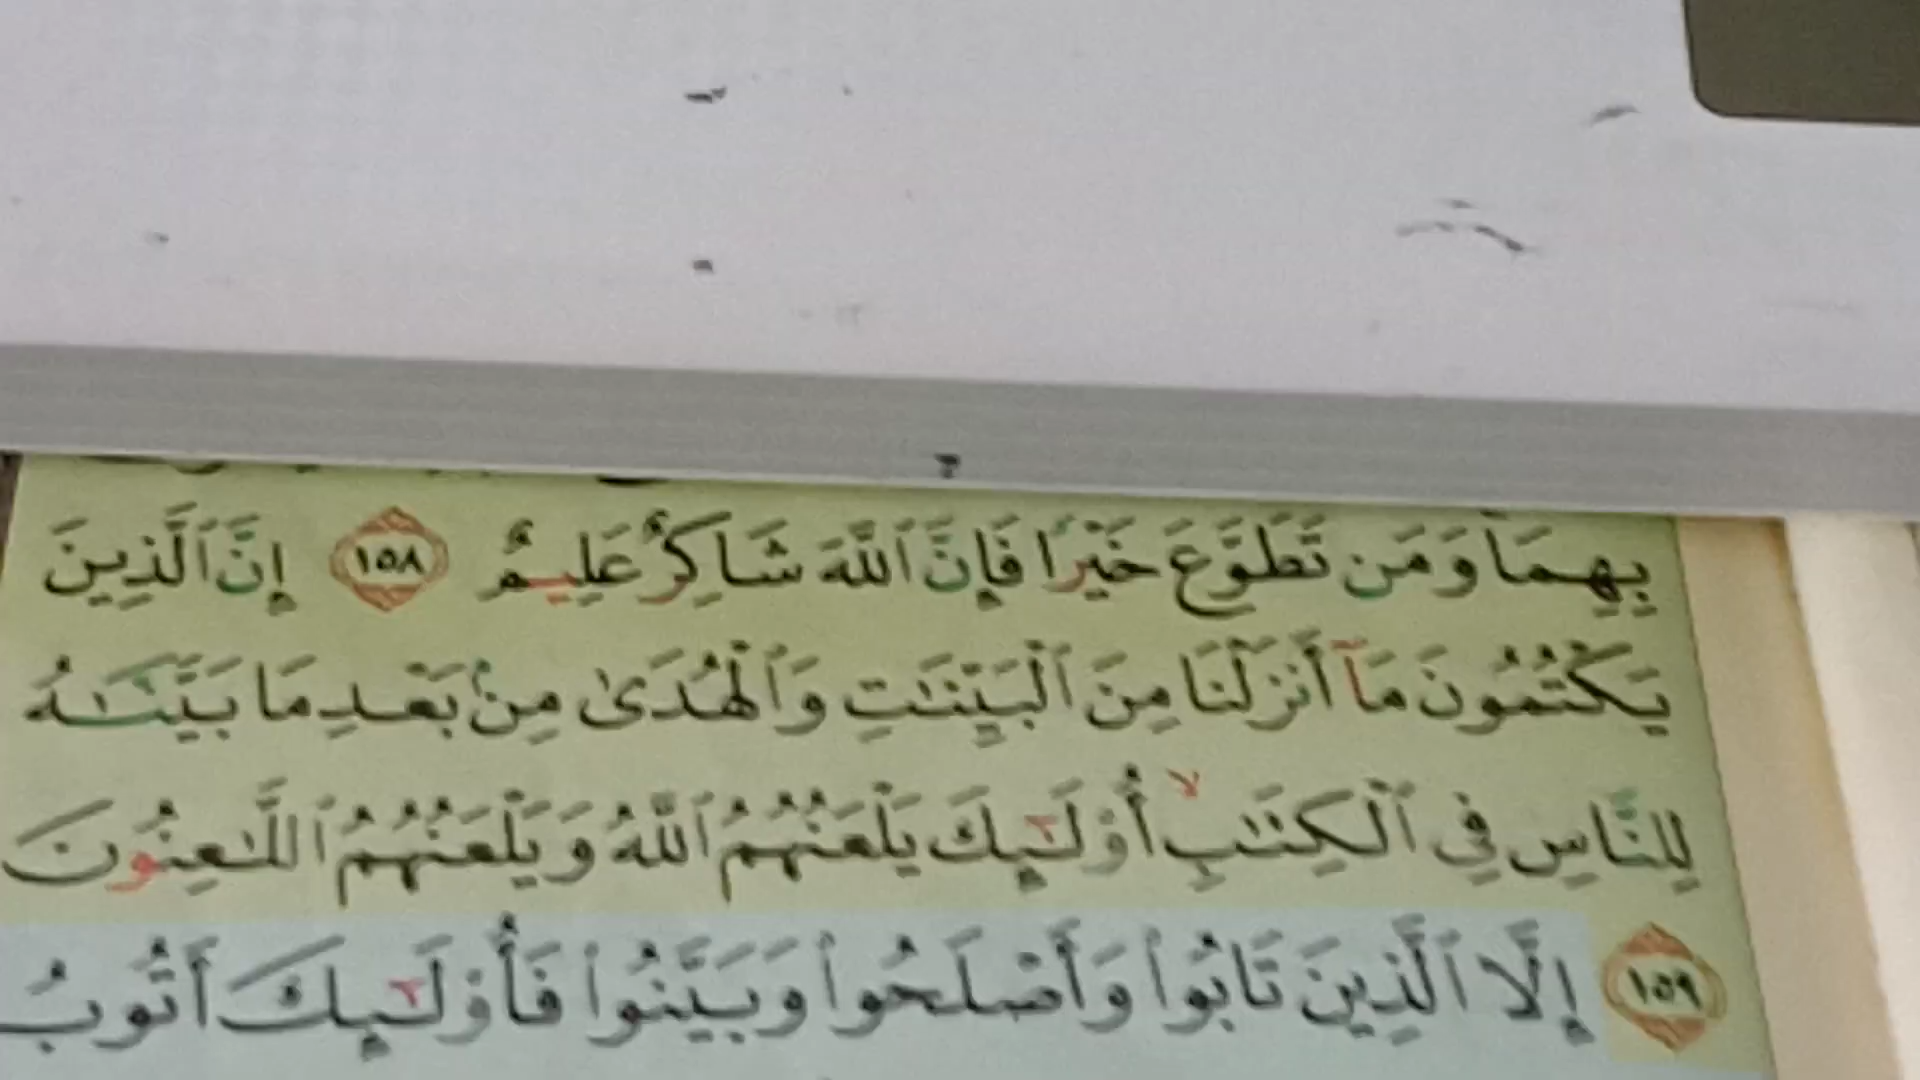 بِهِمَا وَمَن تَطَوَّعَ خَيْرًا فَإِنَّ ٱللَّهَ شَاكِرٌ عَلِيمٌ ١٥٨ إِنَّ ٱلَّذِينَ
يَكْتُمُونَ مَآ أَنزَلْنَا مِنَ ٱلْبَيِّنَٰتِ وَٱلْهُدَىٰ مِنۢ بَعْدِ مَا بَيَّنَّٰهُ
لِلنَّاسِ فِي ٱلْكِتَٰبِ ۙ أُو۟لَٰٓئِكَ يَلْعَنُهُمُ ٱللَّهُ وَيَلْعَنُهُمُ ٱللَّٰعِنُونَ
١٥٩ إِلَّا ٱلَّذِينَ تَابُوا۟ وَأَصْلَحُوا۟ وَبَيَّنُوا۟ فَأُو۟لَٰٓئِكَ أَتُوبُ